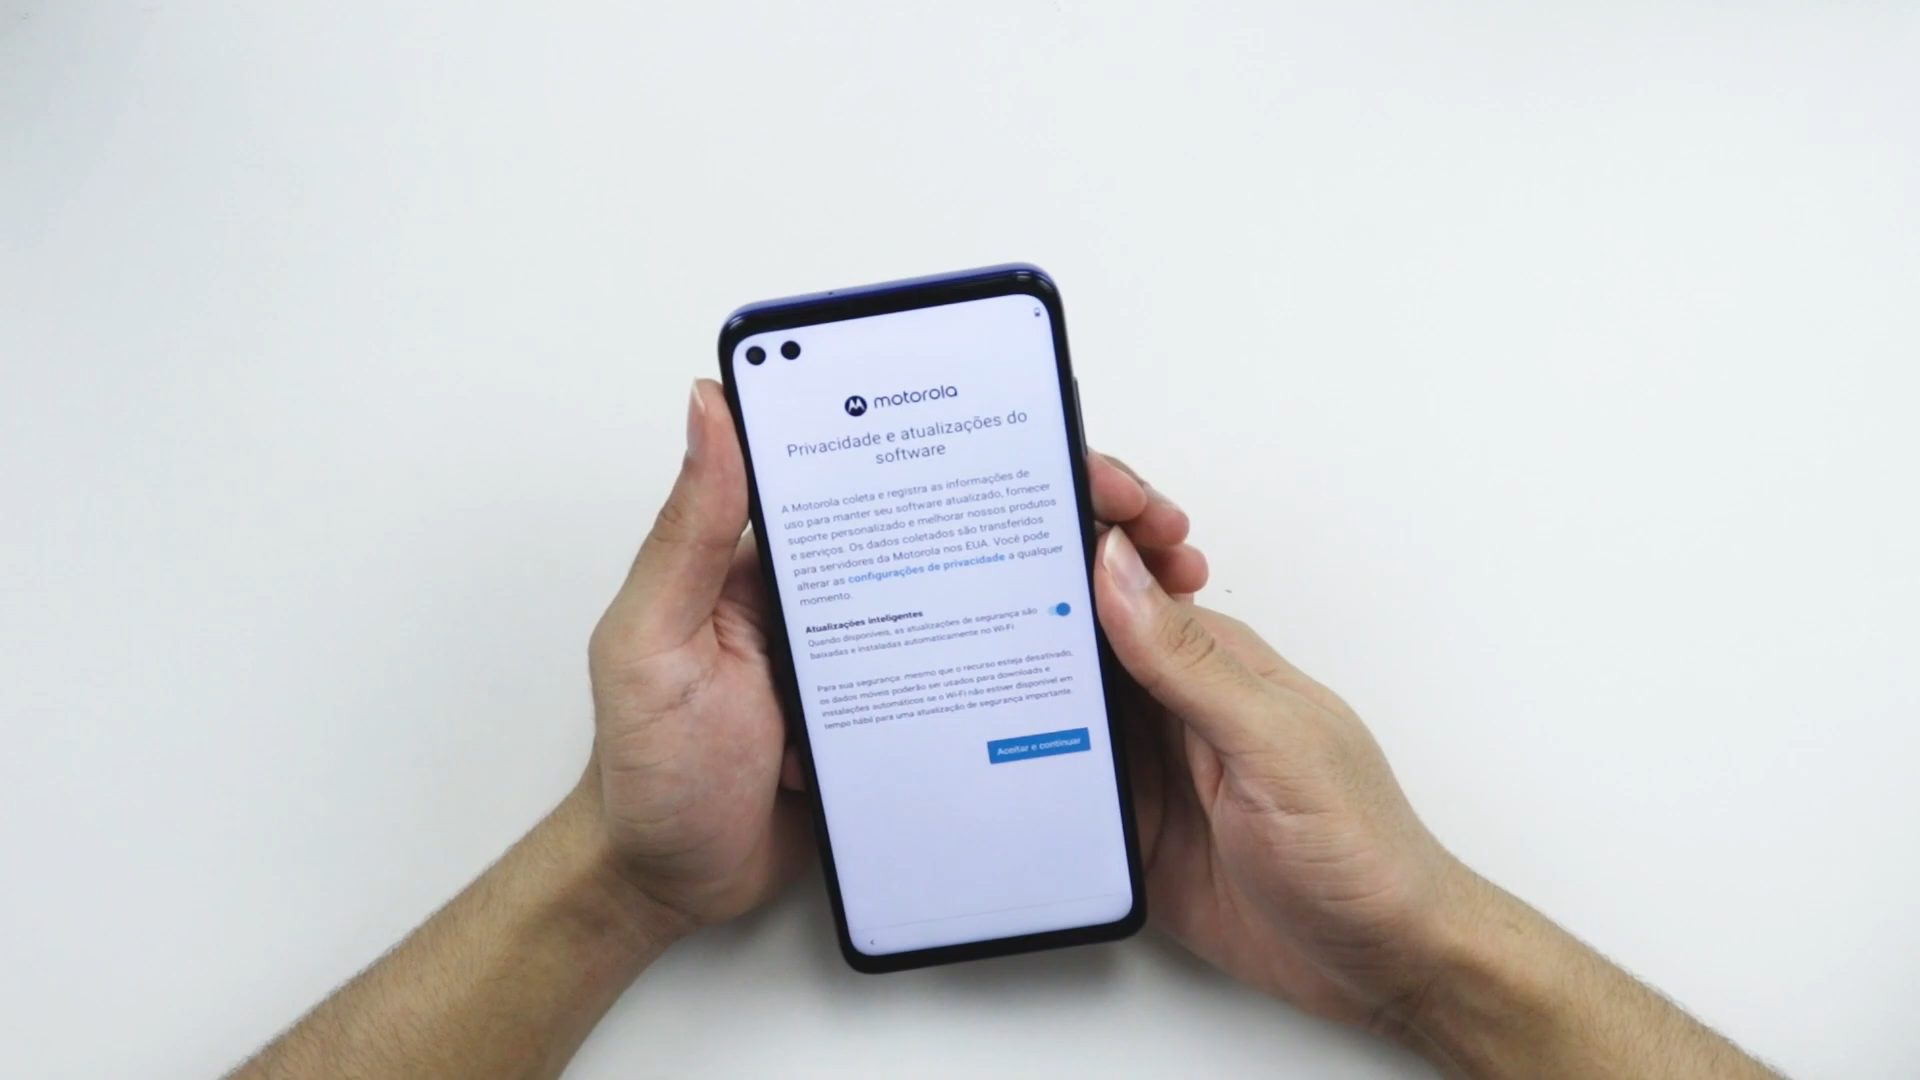 motorola
Privacidade e atualizações do
software
A Motorola coleta e registra as informações de
uso para manter seu software atualizado, fornecer
suporte personalizado e melhorar nossos produtos
e serviços. Os dados coletados são transferidos
para servidores da Motorola nos EUA. Você pode
alterar as configurações de privacidade a qualquer
momento.
Atualizações inteligentes
Quando disponíveis, as atualizações de segurança são
baixadas e instaladas automaticamente no Wi-Fi.
Para sua segurança: mesmo que o recurso esteja desativado,
os dados móveis poderão ser usados para downloads e
instalações automáticos se o Wi-Fi não estiver disponível em
tempo hábil para uma atualização de segurança importante.
Aceitar e continuar